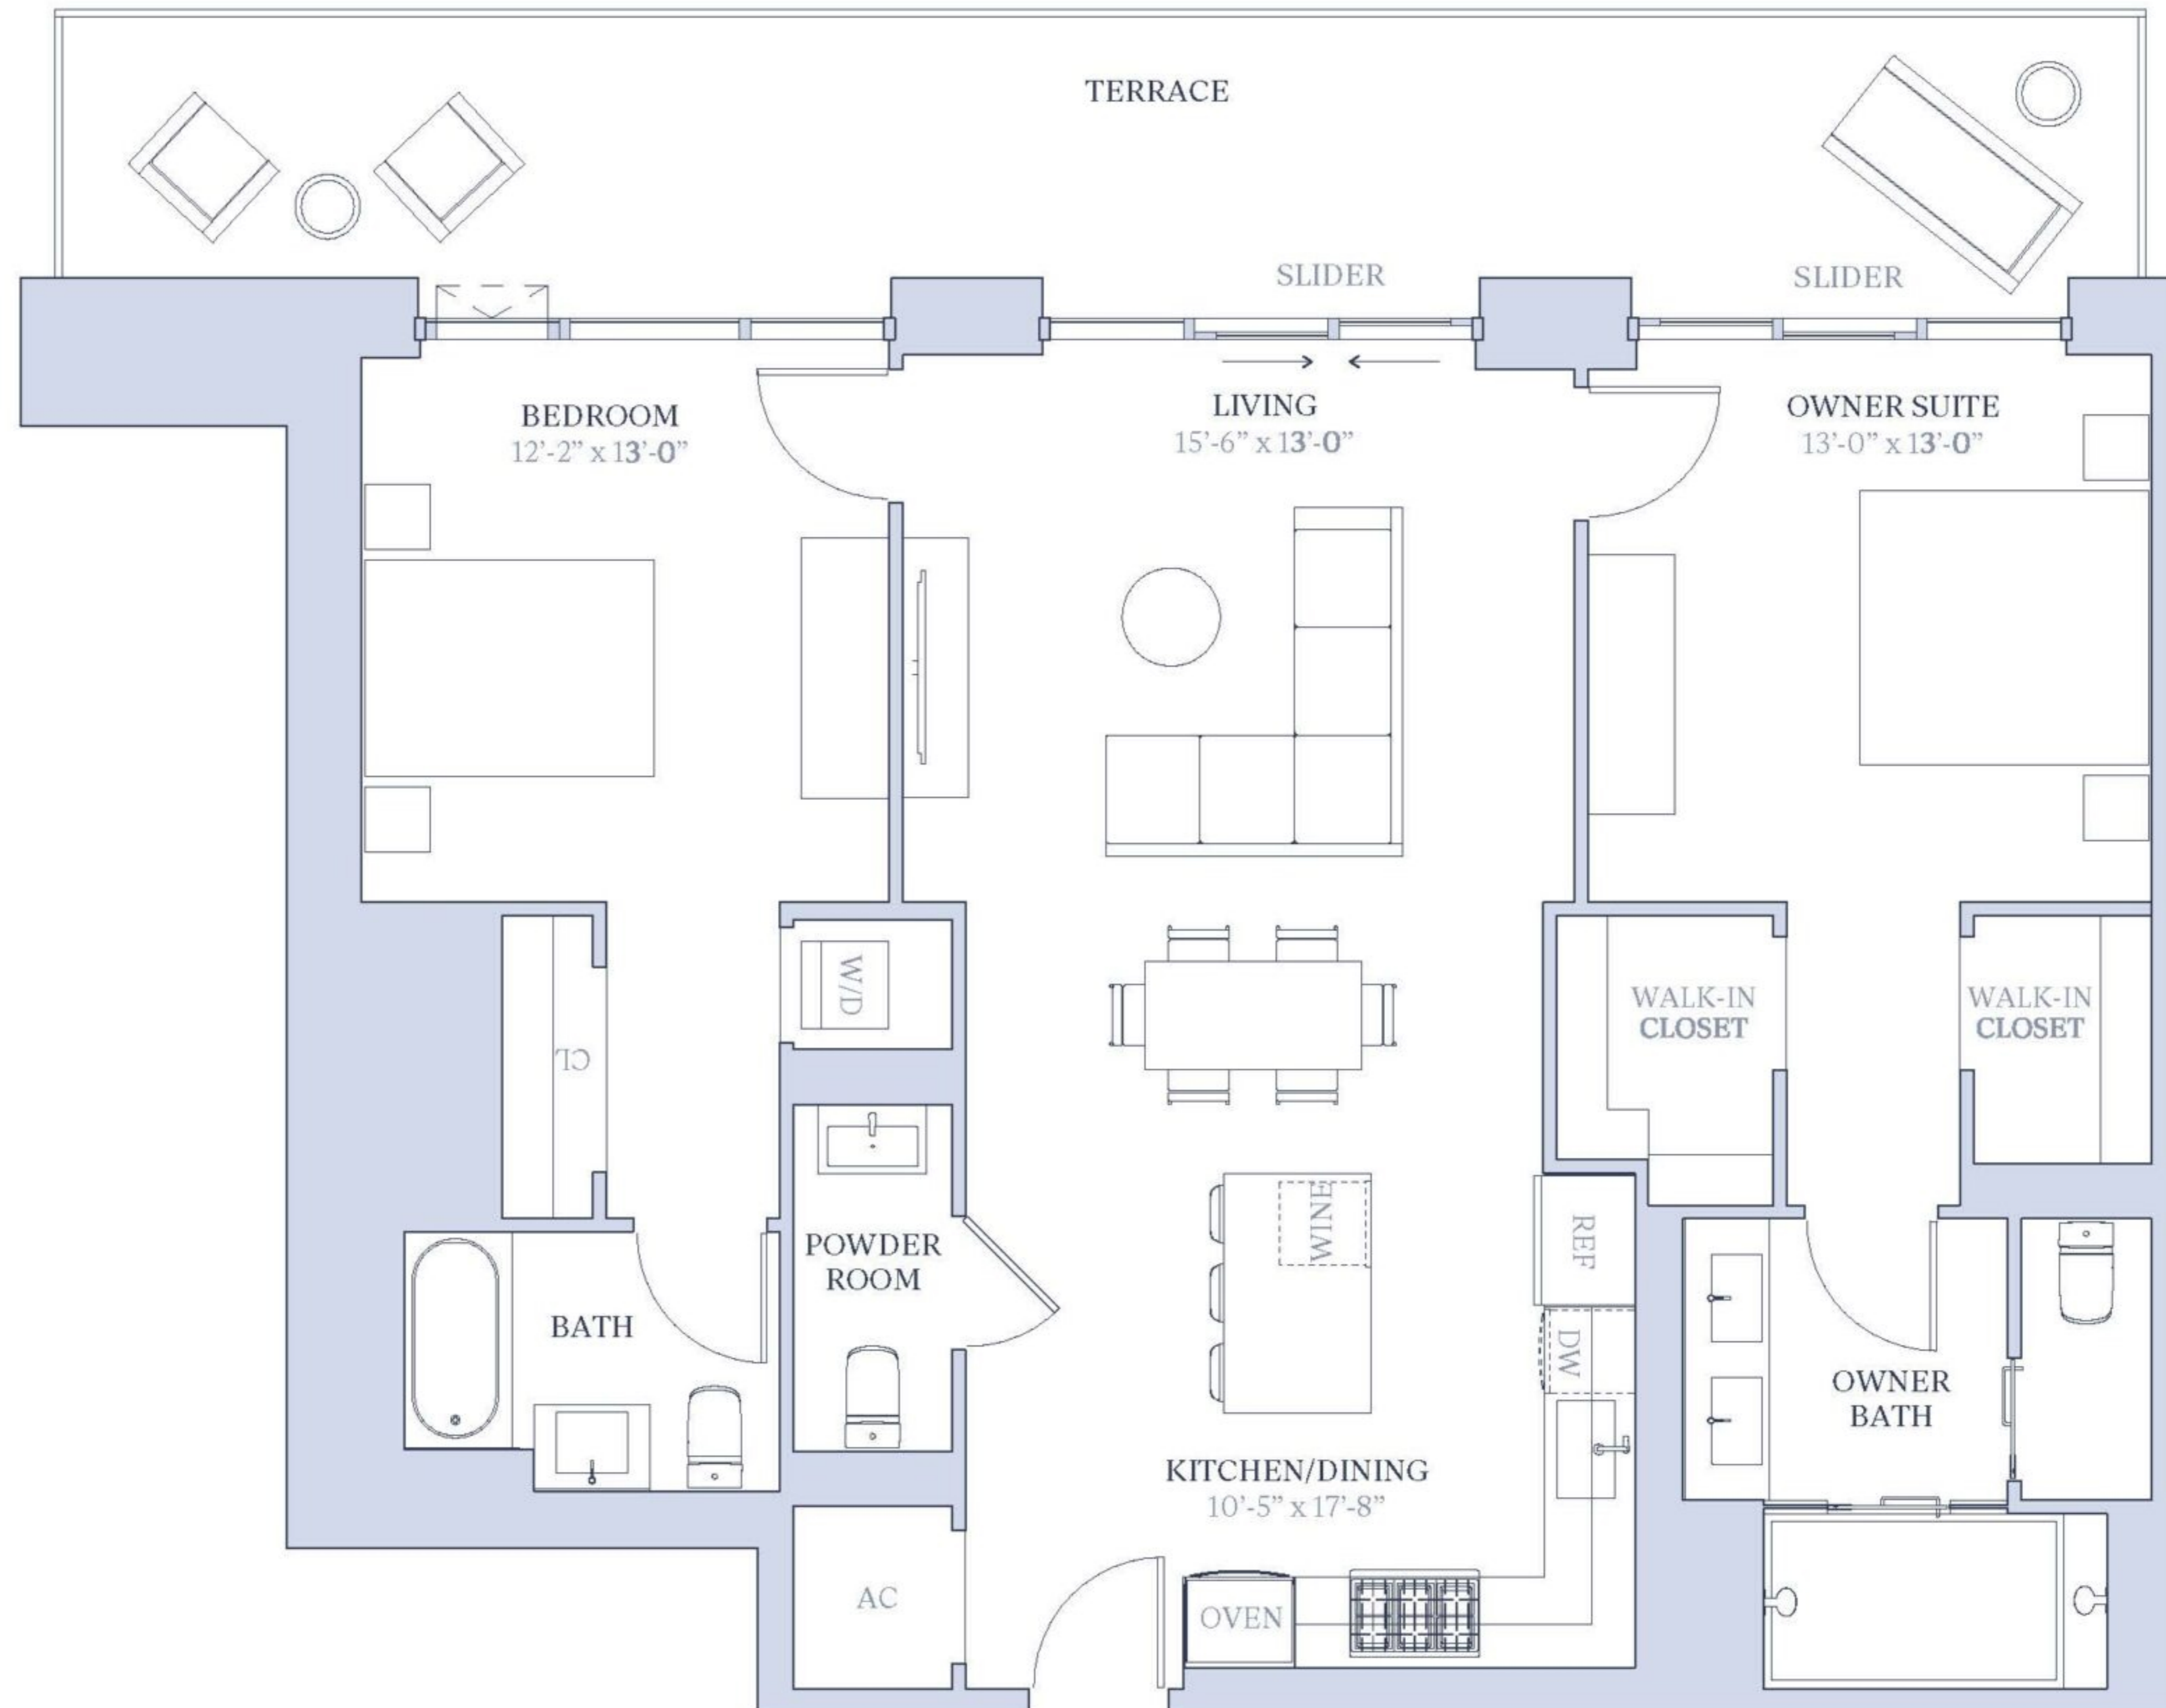 TERRACE
SLIDER
SLIDER
BEDROOM
12’-2” x 13’-0”
LIVING
15’-6” x 13’-0”
OWNER SUITE
13’-0” x 13’-0”
W/D
CL
WALK-IN
CLOSET
WALK-IN
CLOSET
POWDER
ROOM
WINE
REF
BATH
DW
OWNER
BATH
KITCHEN/DINING
10’-5” x 17’-8”
AC
OVEN